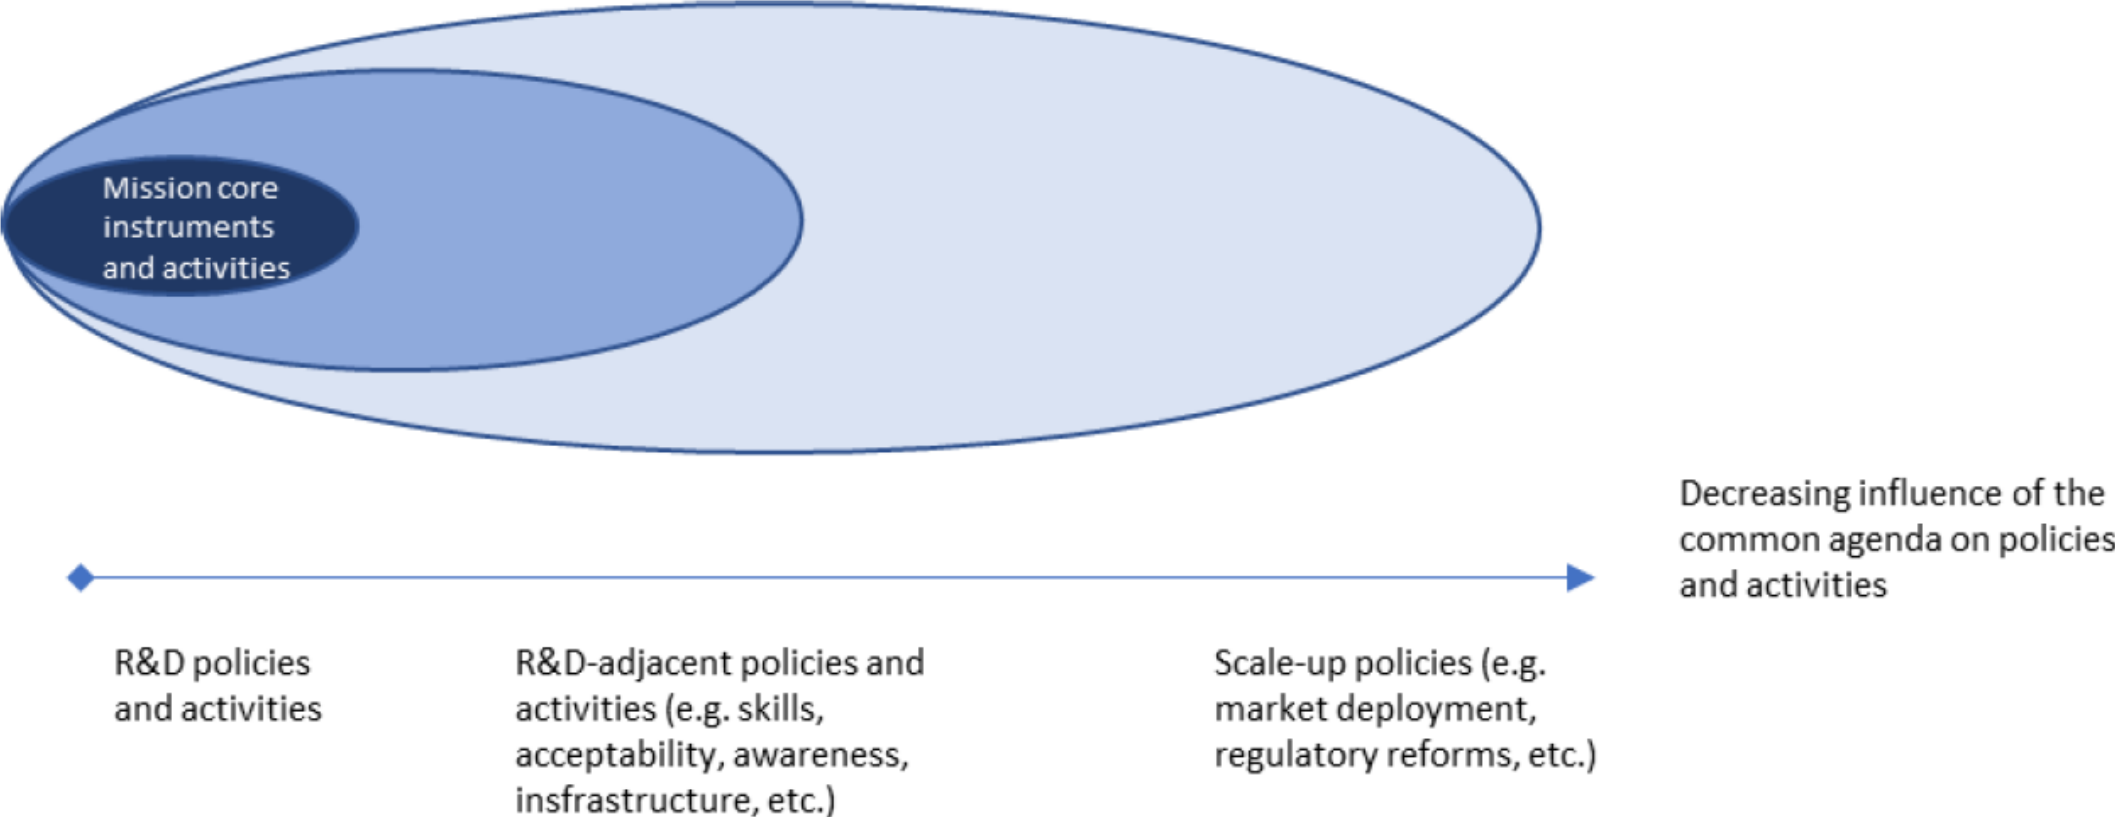 Mission core
instruments
and activities
Decreasing influence of the
common agenda on policies
and activities
R&D policies
and activities
R&D-adjacent policies and
activities (e.g. skills,
acceptability, awareness,
insfrastructure, etc.)
Scale-up policies (e.g.
market deployment,
regulatory reforms, etc.)